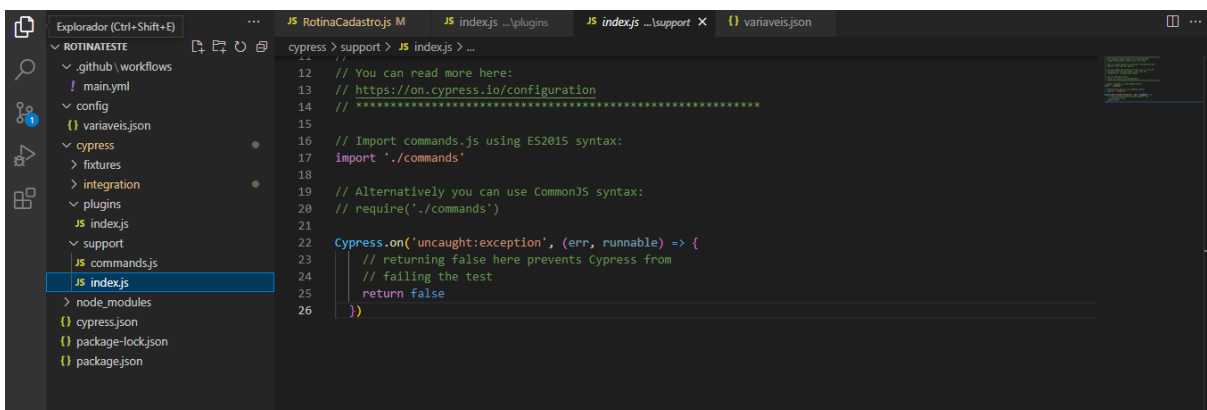 Explorador (Ctrl+Shift+E)
ROTINATESTE
.github\workflows
! main.yml
config
{} variaveis.json
cypress
fixtures
integration
plugins
JS index.js
support
JS commands.js
JS index.js
node_modules
{} cypress.json
{} package-lock.json
{} package.json
1
JS RotinaCadastro.js M
JS index.js ...\plugins
JS index.js ...\support
{} variaveis.json
cypress > support > JS index.js > ...
11 //
12 // You can read more here:
13 // https://on.cypress.io/configuration
14 // ***********************************************************
15
16 // Import commands.js using ES2015 syntax:
17 import './commands'
18
19 // Alternatively you can use CommonJS syntax:
20 // require('./commands')
21
22 Cypress.on('uncaught:exception', (err, runnable) => {
23 // returning false here prevents Cypress from
24 // failing the test
25 return false
26 })